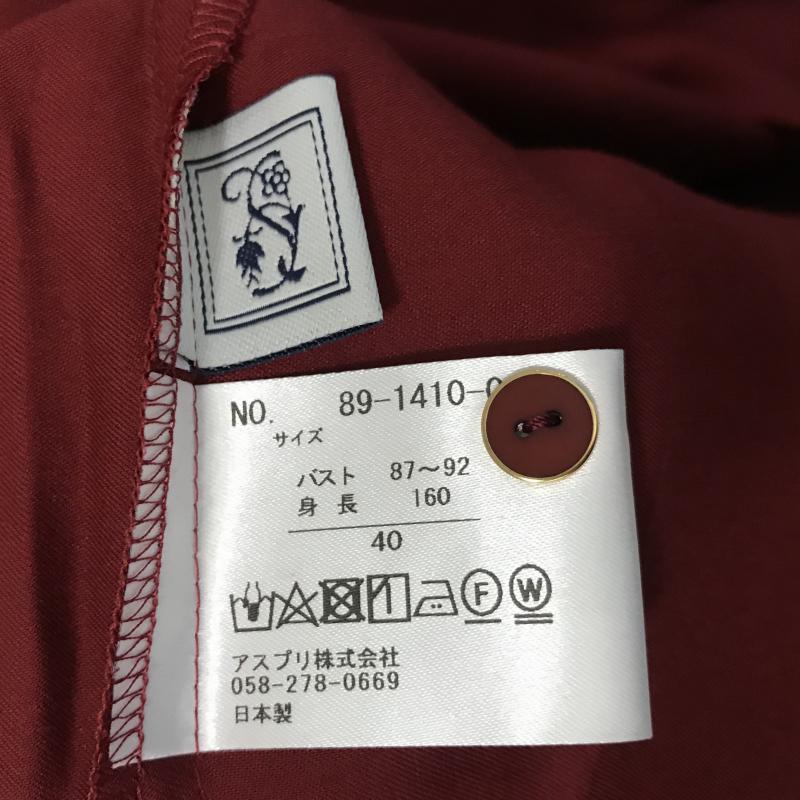 NO. 89-1410-
サイズ
バスト 87～92
身長 160
40
F W
アスプリ株式会社
058-278-0669
日本製